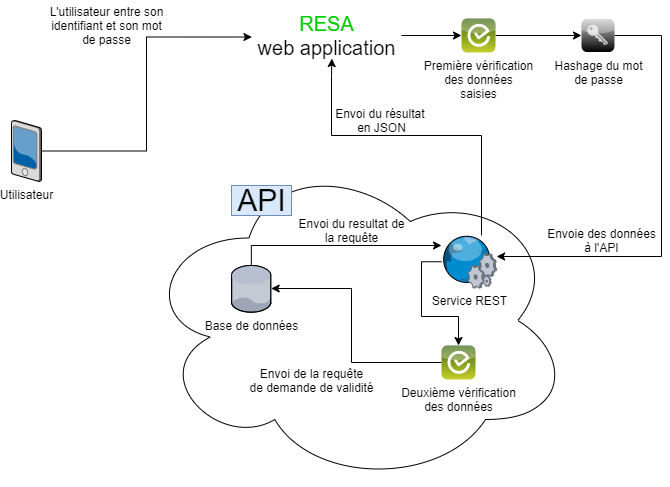 L'utilisateur entre son
identifiant et son mot
de passe
RESA
web application
Première vérification
des données
saisies
Hashage du mot
de passe
Envoi du résultat
en JSON
Utilisateur
API
Envoi du resultat de
la requête
Envoie des données
à l'API
Service REST
Base de données
Envoi de la requête
de demande de validité
Deuxième vérification
des données